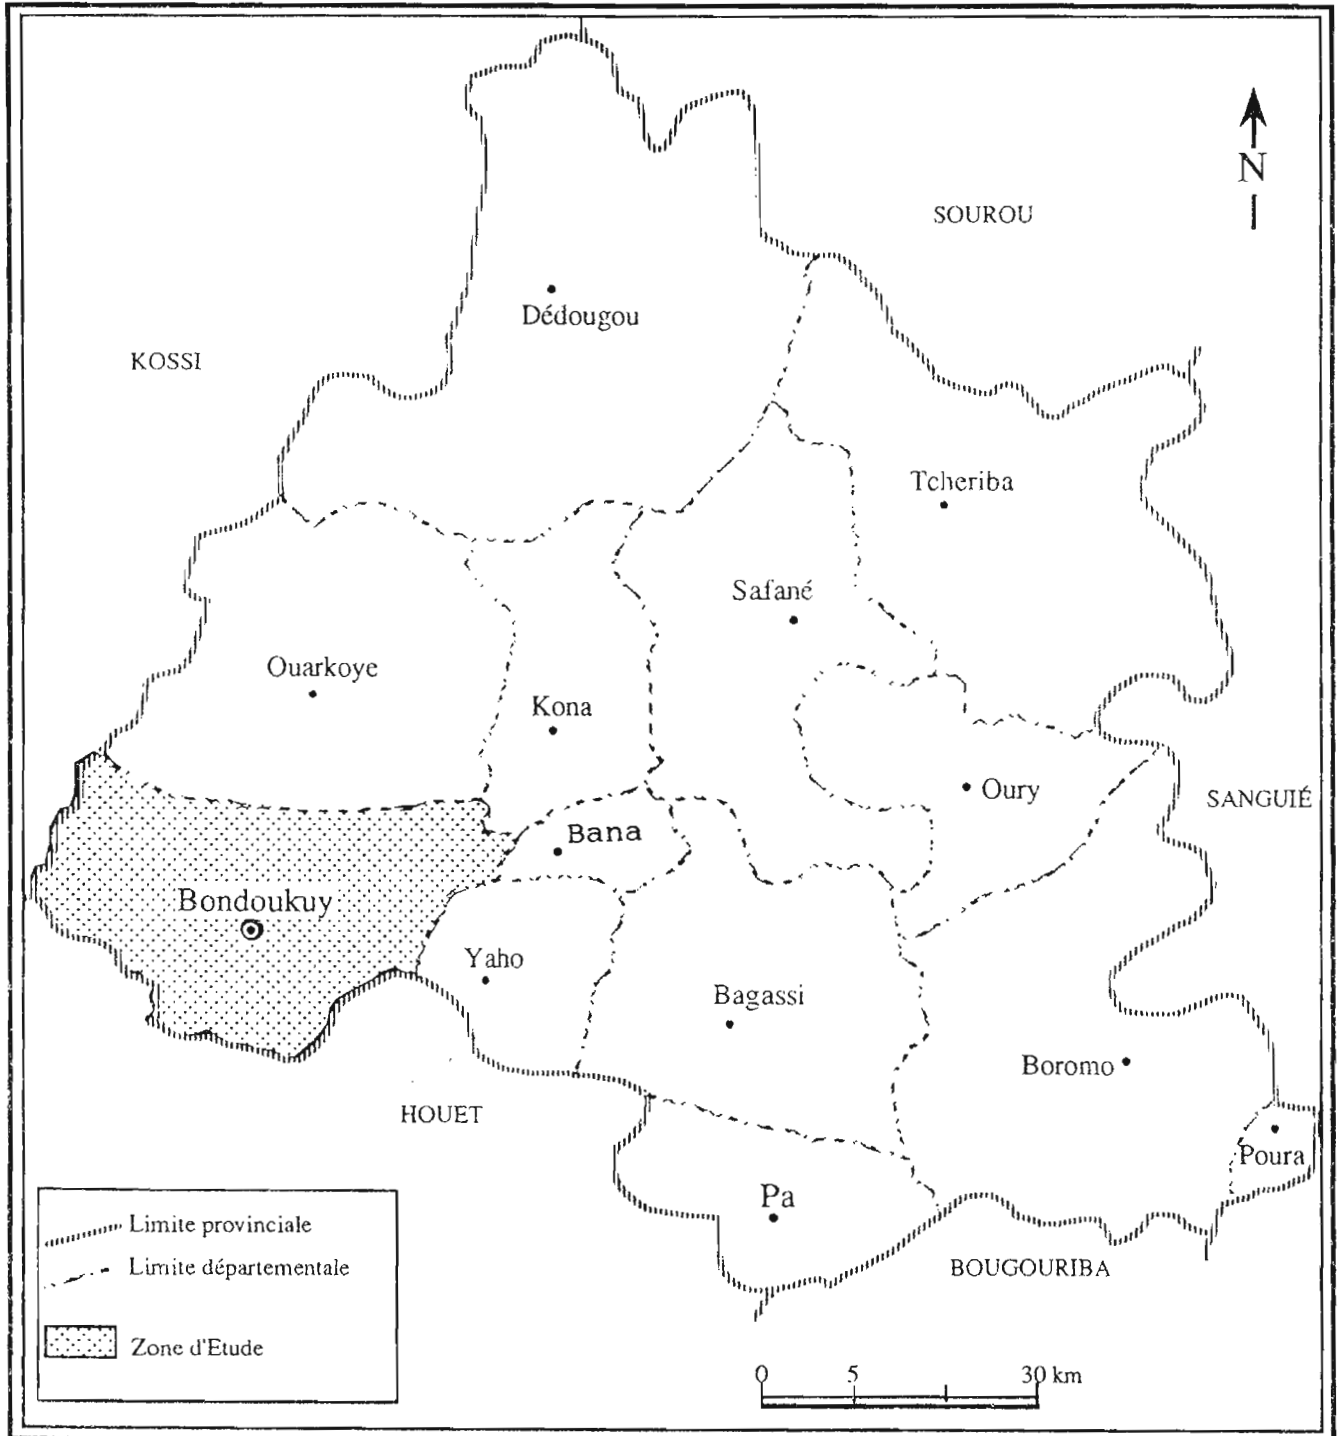 N
SOUROU
Dédougou
KOSSI
Tcheriba
Safané
Ouarkoye
Kona
Oury
SANGUIÉ
Bana
Bondoukuy
Yaho
Bagassi
Boromo
HOUET
Poura
Pa
BOUGOURIBA
Limite provinciale
Limite départementale
Zone d'Etude
0 5 30 km